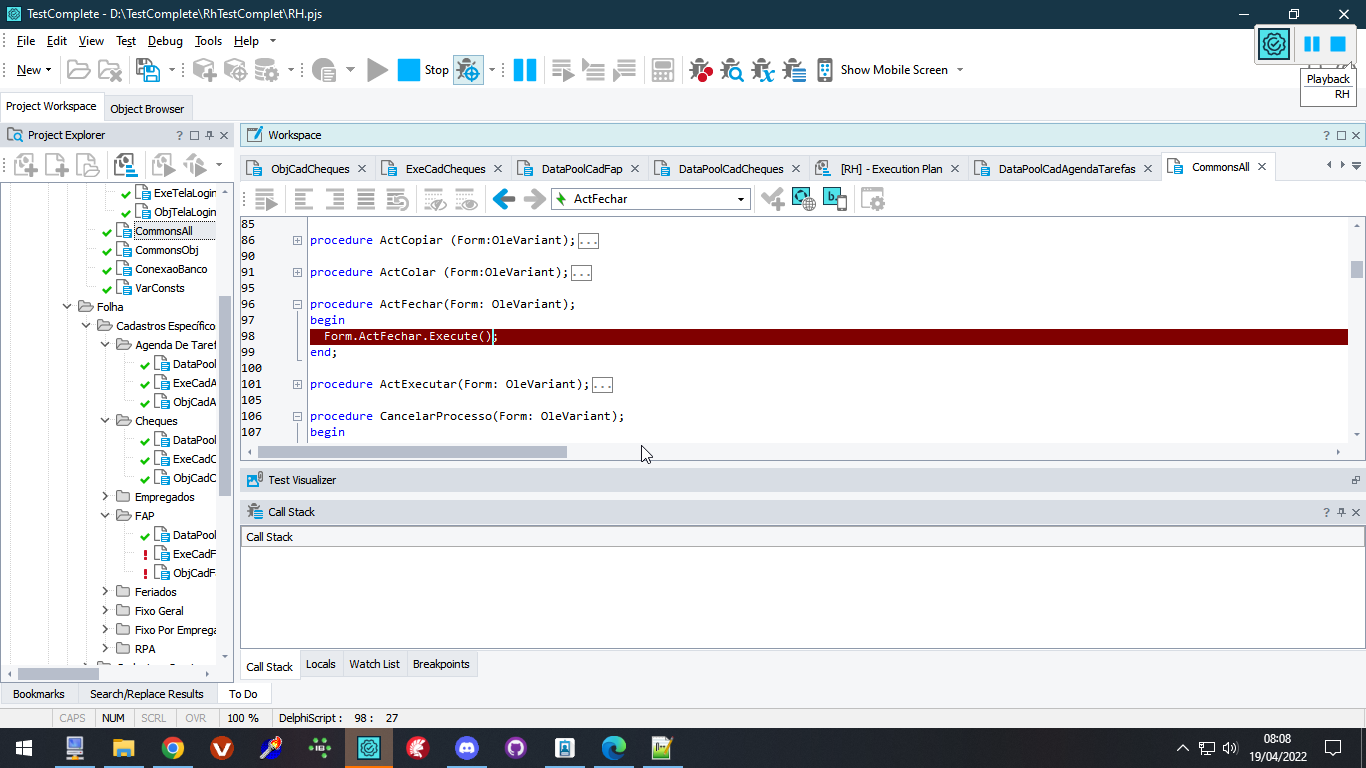 TestComplete - D:\TestComplete\RhTestComplet\RH.pjs
File Edit View Test Debug Tools Help
New Stop Show Mobile Screen
Playback
RH
Project Workspace Object Browser
Project Explorer ?
Workspace ?
ObjCadCheques ExeCadCheques DataPoolCadFap DataPoolCadCheques [RH] - Execution Plan DataPoolCadAgendaTarefas CommonsAll
ActFechar
ExeTelaLogin
ObjTelaLogin
CommonsAll
CommonsObj
ConexaoBanco
VarConsts
Folha
Cadastros Específico
Agenda De Taref
DataPool
ExeCadA
ObjCadA
Cheques
DataPool
ExeCadC
ObjCadC
Empregados
FAP
DataPool
ExeCadF
ObjCadF
Feriados
Fixo Geral
Fixo Por Emprega
RPA
85
86 procedure ActCopiar (Form:OleVariant);...
90
91 procedure ActColar (Form:OleVariant);...
95
96 procedure ActFechar(Form: OleVariant);
97 begin
98 Form.ActFechar.Execute();
99 end;
100
101 procedure ActExecutar(Form: OleVariant);...
105
106 procedure CancelarProcesso(Form: OleVariant);
107 begin
Test Visualizer
Call Stack ?
Call Stack
Call Stack Locals Watch List Breakpoints
Bookmarks Search/Replace Results To Do
CAPS NUM SCRL OVR 100 % DelphiScript : 98 : 27
08:08
19/04/2022